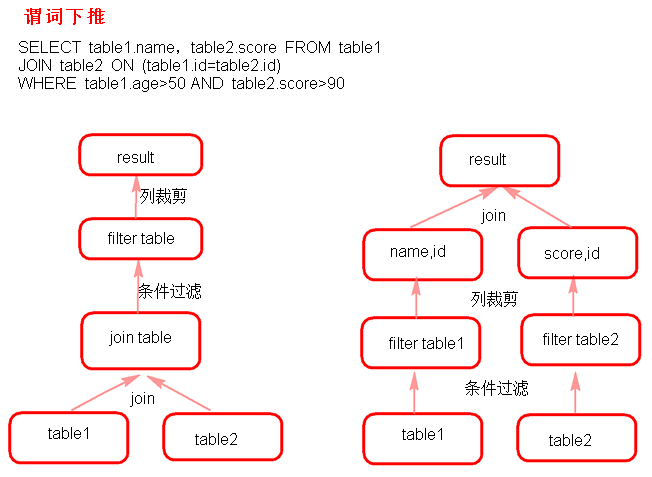 谓词下推
SELECT table1.name，table2.score FROM table1
JOIN table2 ON (table1.id=table2.id)
WHERE table1.age>50 AND table2.score>90
result
列裁剪
filter table
条件过滤
join table
join
table1
table2
result
join
name,id
score,id
列裁剪
filter table1
filter table2
条件过滤
table1
table2